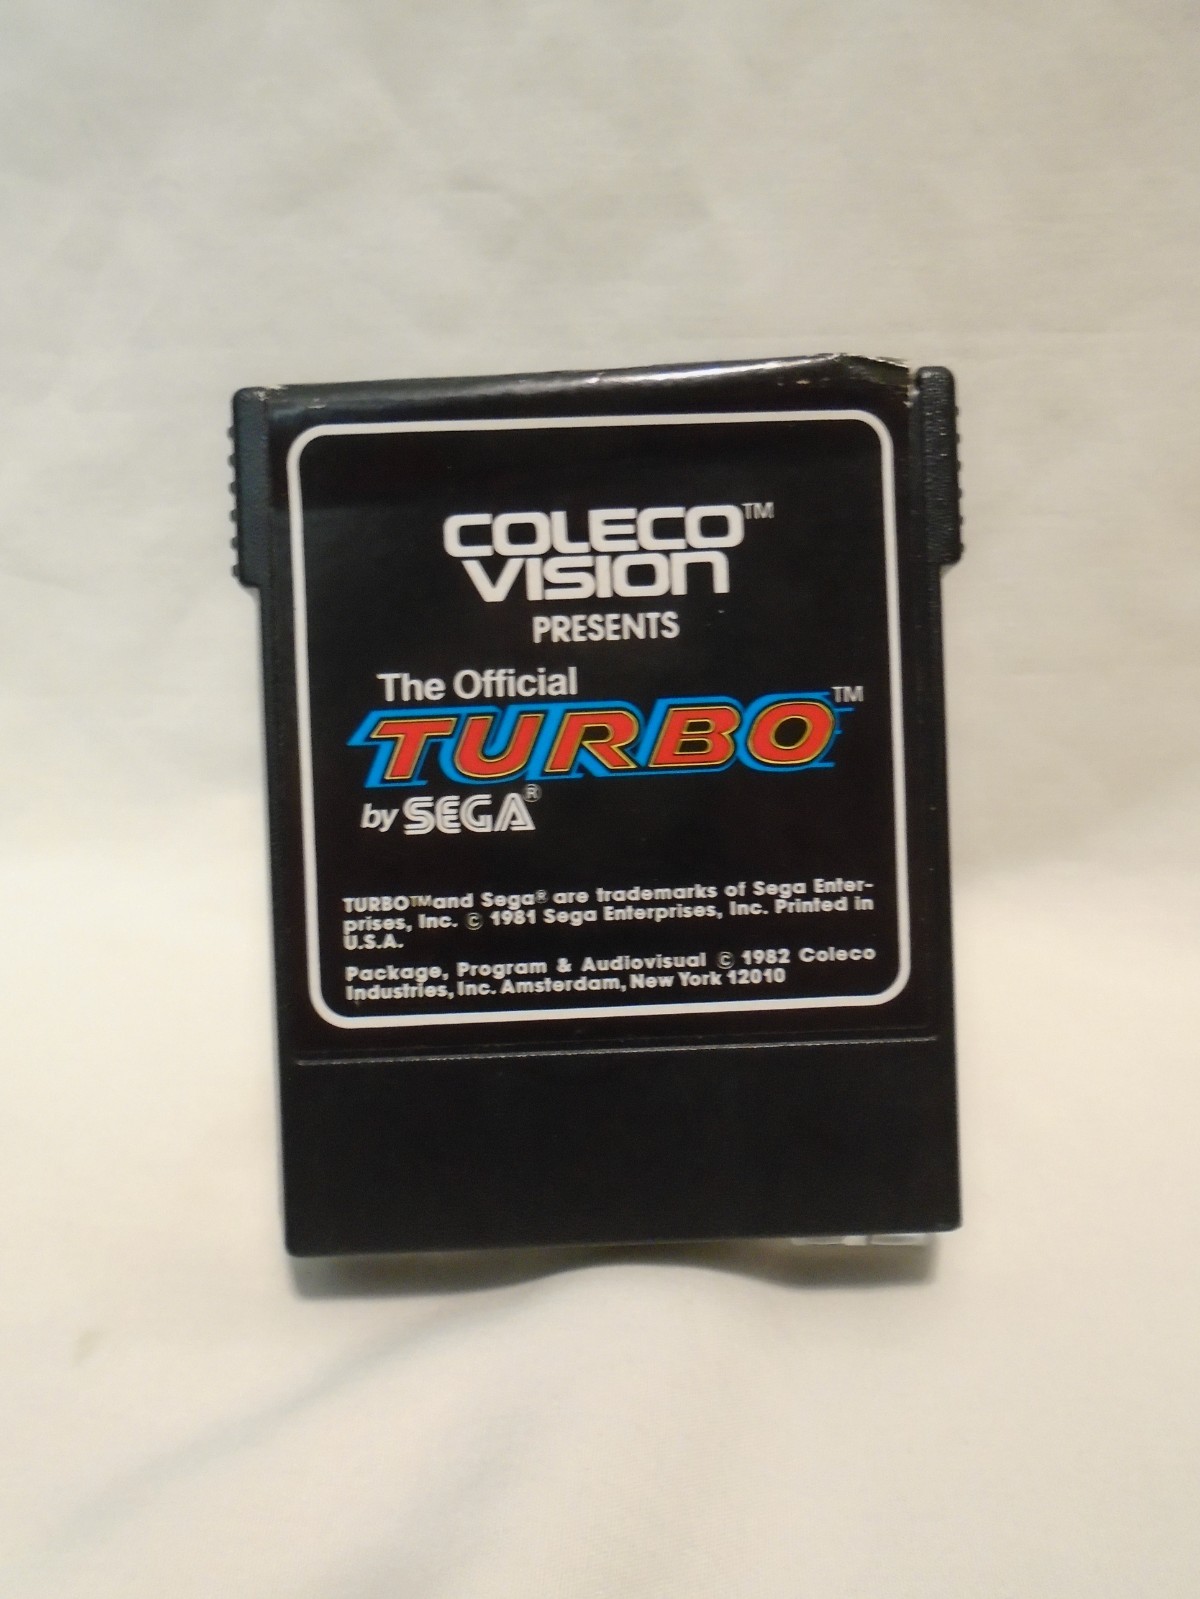 COLECO™
VISION
PRESENTS
The Official
TURBO™
by SEGA®
TURBO™and Sega® are trademarks of Sega Enter-
prises, Inc. © 1981 Sega Enterprises, Inc. Printed in
U.S.A.
Package, Program & Audiovisual © 1982 Coleco
Industries, Inc. Amsterdam, New York 12010